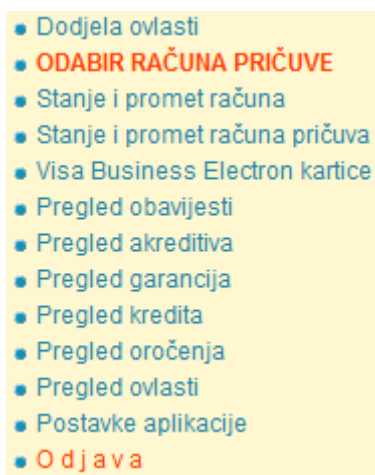 Dodjela ovlasti
ODABIR RAČUNA PRIČUVE
Stanje i promet računa
Stanje i promet računa pričuva
Visa Business Electron kartice
Pregled obavijesti
Pregled akreditiva
Pregled garancija
Pregled kredita
Pregled oročenja
Pregled ovlasti
Postavke aplikacije
O d j a v a